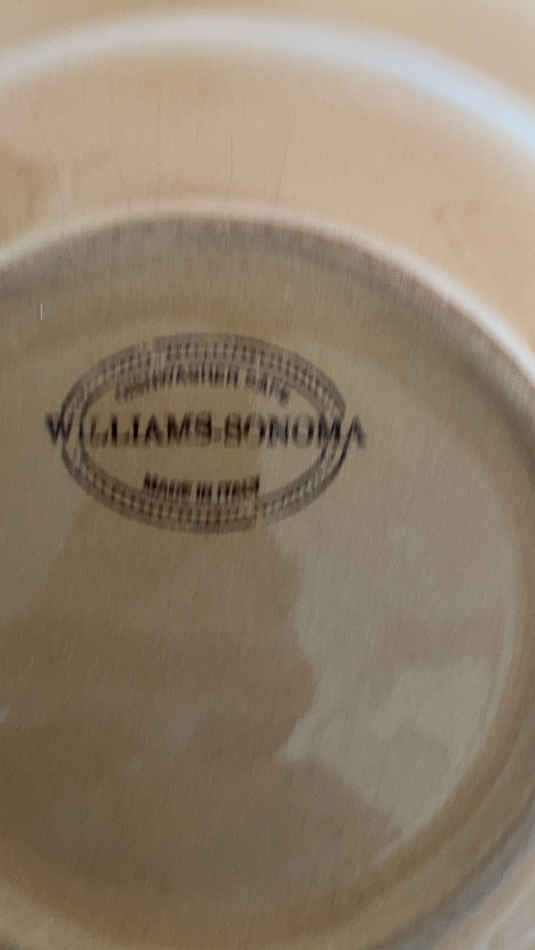 DISHWASHER SAFE
WILLIAMS-SONOMA
MADE IN ITALY